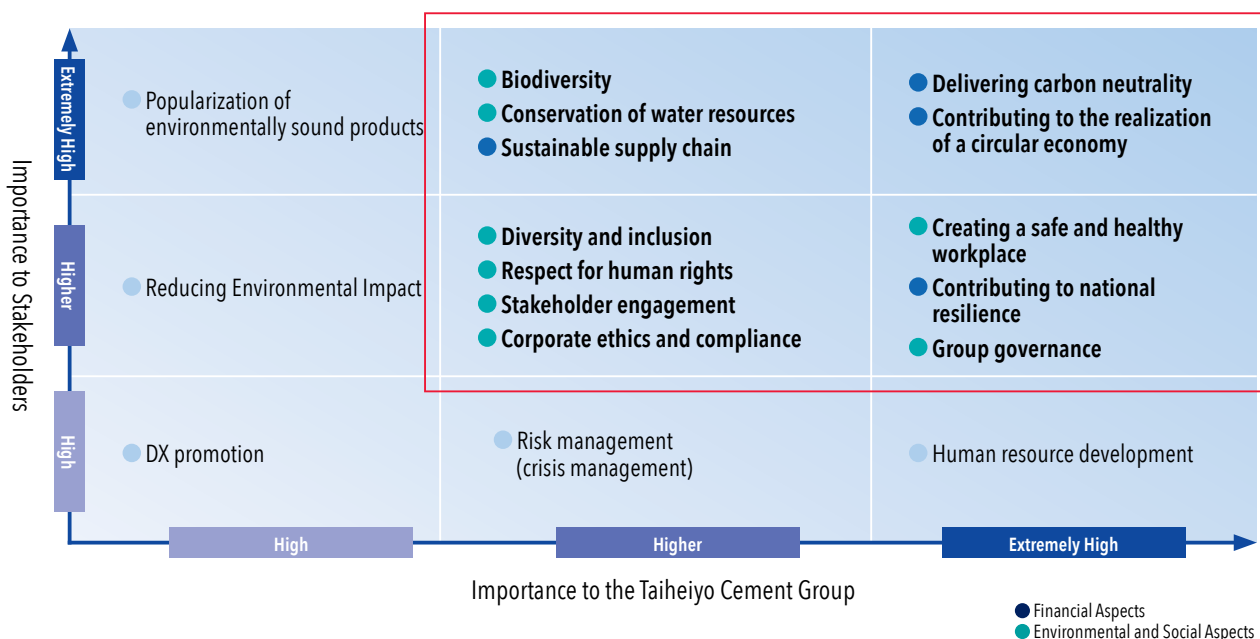 Importance to Stakeholders
Extremely High
Popularization of
environmentally sound products
Biodiversity
Conservation of water resources
Sustainable supply chain
Delivering carbon neutrality
Contributing to the realization
of a circular economy
Higher
Reducing Environmental Impact
Diversity and inclusion
Respect for human rights
Stakeholder engagement
Corporate ethics and compliance
Creating a safe and healthy
workplace
Contributing to national
resilience
Group governance
High
DX promotion
Risk management
(crisis management)
Human resource development
High
Higher
Extremely High
Importance to the Taiheiyo Cement Group
Financial Aspects
Environmental and Social Aspects